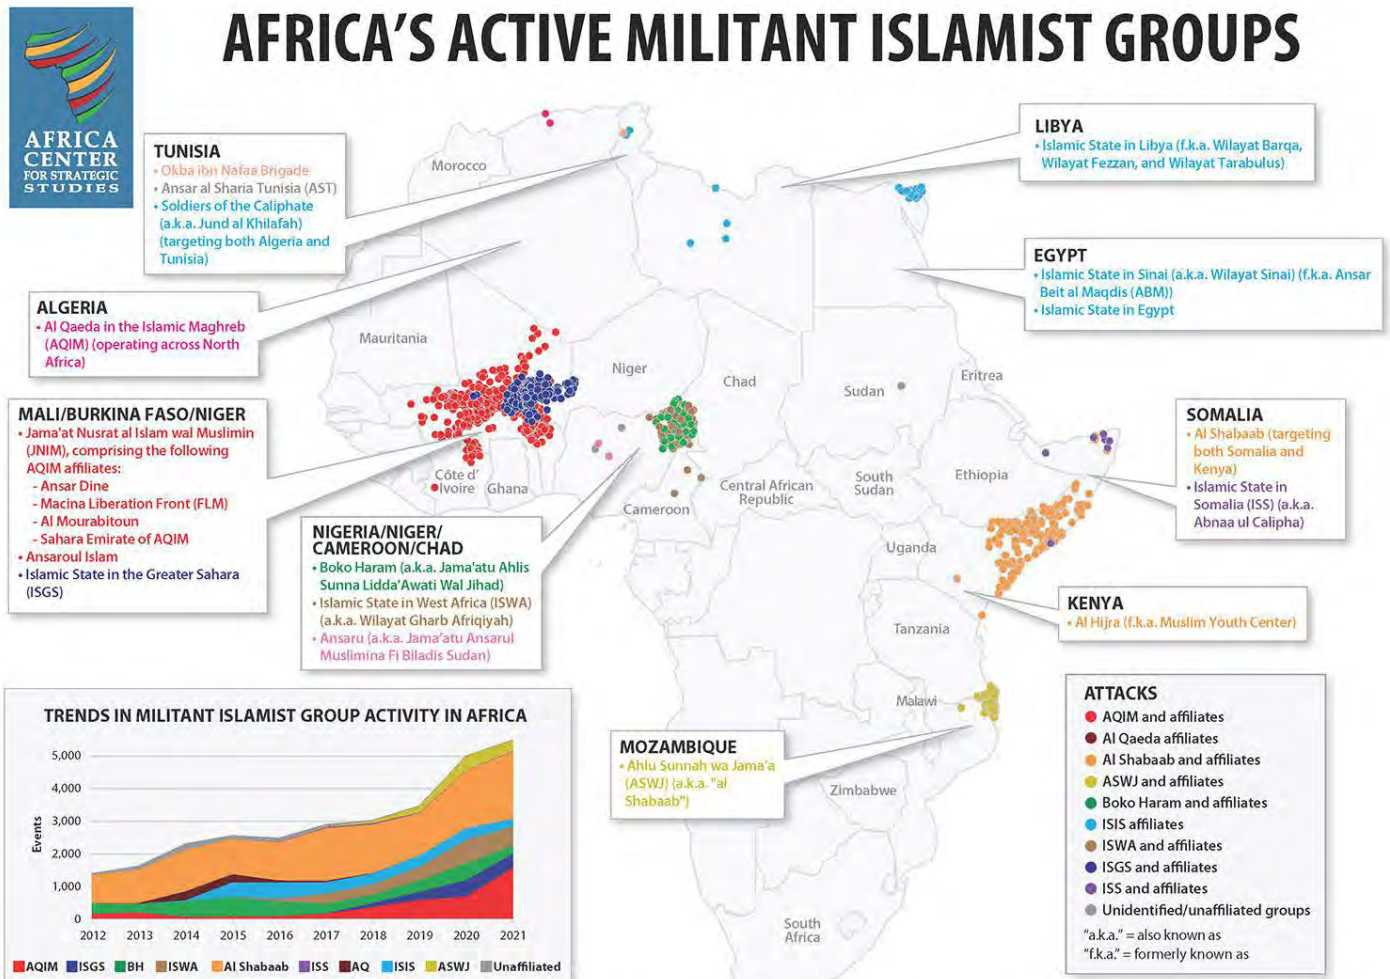 AFRICA'S ACTIVE MILITANT ISLAMIST GROUPS
AFRICA
CENTER
FOR STRATEGIC
STUDIES
TUNISIA
• Okba ibn Nafaa Brigade
• Ansar al Sharia Tunisia (AST)
• Soldiers of the Caliphate
(a.k.a. Jund al Khilafah)
(targeting both Algeria and
Tunisia)
ALGERIA
• Al Qaeda in the Islamic Maghreb
(AQIM) (operating across North
Africa)
MALI/BURKINA FASO/NIGER
• Jama'at Nusrat al Islam wal Muslimin
(JNIM), comprising the following
AQIM affiliates:
- Ansar Dine
- Macina Liberation Front (FLM)
- Al Mourabitoun
- Sahara Emirate of AQIM
• Ansaroul Islam
• Islamic State in the Greater Sahara
(ISGS)
NIGERIA/NIGER/
CAMEROON/CHAD
• Boko Haram (a.k.a. Jama'atu Ahlis
Sunna Lidda'Awati Wal Jihad)
• Islamic State in West Africa (ISWA)
(a.k.a. Wilayat Gharb Afriqiyah)
• Ansaru (a.k.a. Jama'atu Ansarul
Muslimina Fi Blladis Sudan)
LIBYA
• Islamic State in Libya (f.k.a. Wilayat Barqa,
Wilayat Fezzan, and Wilayat Tarabulus)
EGYPT
• Islamic State in Sinai (a.k.a. Wilayat Sinai) (f.k.a. Ansar
Beit al Maqdis (ABM))
• Islamic State in Egypt
SOMALIA
• Al Shabaab (targeting
both Somalia and
Kenya)
• Islamic State in
Somalia (ISS) (a.k.a.
Abnaa ul Calipha)
KENYA
• Al Hijra (f.k.a. Muslim Youth Center)
MOZAMBIQUE
• Ahlu Sunnah wa Jama'a
(ASWJ) (a.k.a. "al
Shabaab")
Morocco
Mauritania
Niger
Chad
Sudan
Eritrea
Côte d'
Ivoire
Ghana
Cameroon
Central African
Republic
South
Sudan
Ethiopia
Uganda
Tanzania
Malawi
Zimbabwe
South
Africa
TRENDS IN MILITANT ISLAMIST GROUP ACTIVITY IN AFRICA
Events
5,000
4,000
3,000
2,000
1,000
0
2012 2013 2014 2015 2016 2017 2018 2019 2020 2021
AQIM ISGS BH ISWA Al Shabaab ISS AQ ISIS ASWJ Unaffiliated
ATTACKS
AQIM and affiliates
Al Qaeda affiliates
Al Shabaab and affiliates
ASWJ and affiliates
Boko Haram and affiliates
ISIS affiliates
ISWA and affiliates
ISGS and affiliates
ISS and affiliates
Unidentified/unaffiliated groups
"a.k.a." = also known as
"f.k.a." = formerly known as